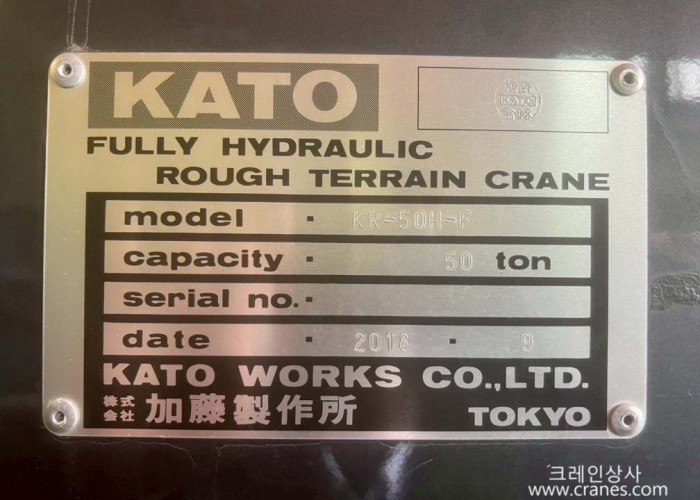 KATO
KATO
FULLY HYDRAULIC
ROUGH TERRAIN CRANE
model · KR-50H-F
capacity · 50 ton
serial no. ·
date · 2018 · 9
KATO WORKS CO.,LTD.
株式会社 加藤製作所 TOKYO
크레인상사
www.cranes.com